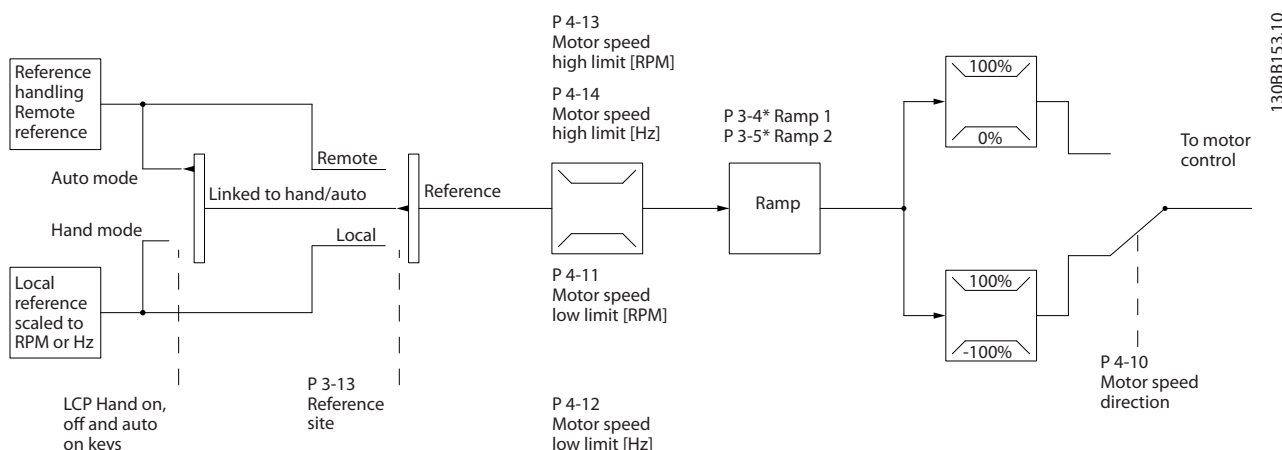 Reference
handling
Remote
reference
Auto mode
Hand mode
Local
reference
scaled to
RPM or Hz
LCP Hand on,
off and auto
on keys
Linked to hand/auto
Remote
Local
P 3-13
Reference
site
Reference
P 4-13
Motor speed
high limit [RPM]
P 4-14
Motor speed
high limit [Hz]
P 4-11
Motor speed
low limit [RPM]
P 4-12
Motor speed
low limit [Hz]
P 3-4* Ramp 1
P 3-5* Ramp 2
Ramp
100%
0%
100%
-100%
To motor
control
P 4-10
Motor speed
direction
130BB153.10